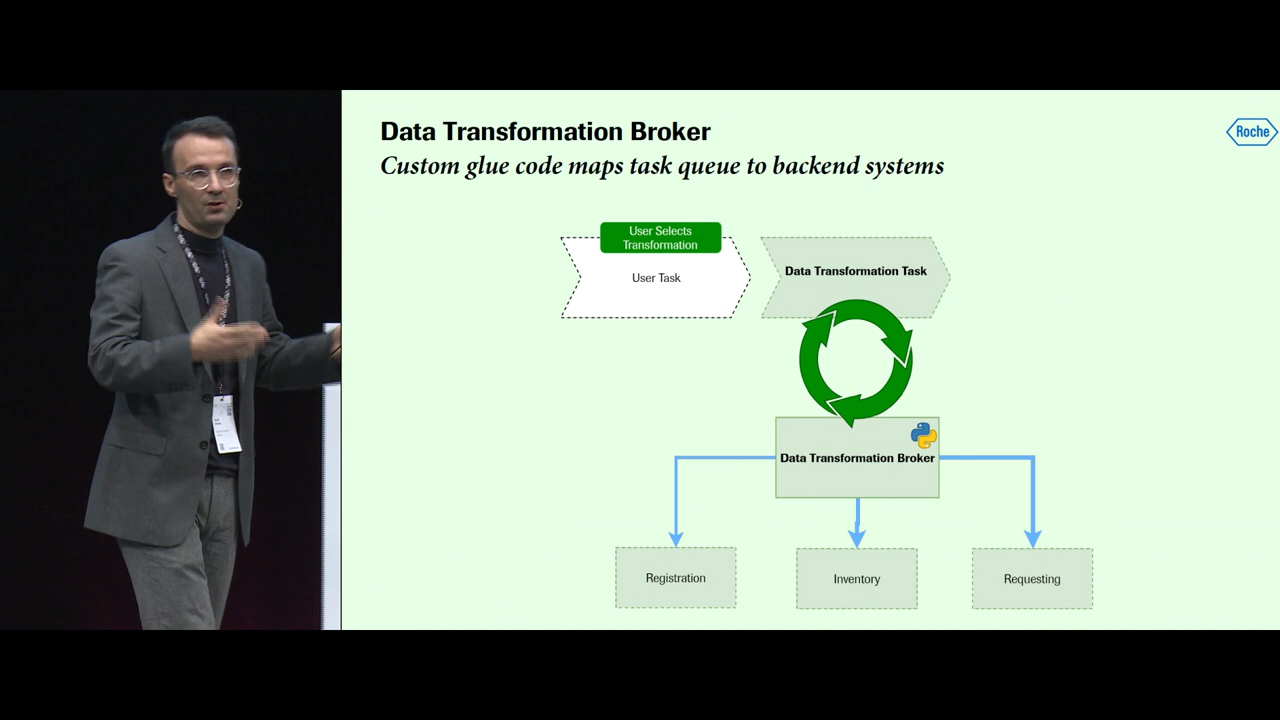 Data Transformation Broker
Roche
Custom glue code maps task queue to backend systems
User Selects
Transformation
User Task
Data Transformation Task
Data Transformation Broker
Registration
Inventory
Requesting